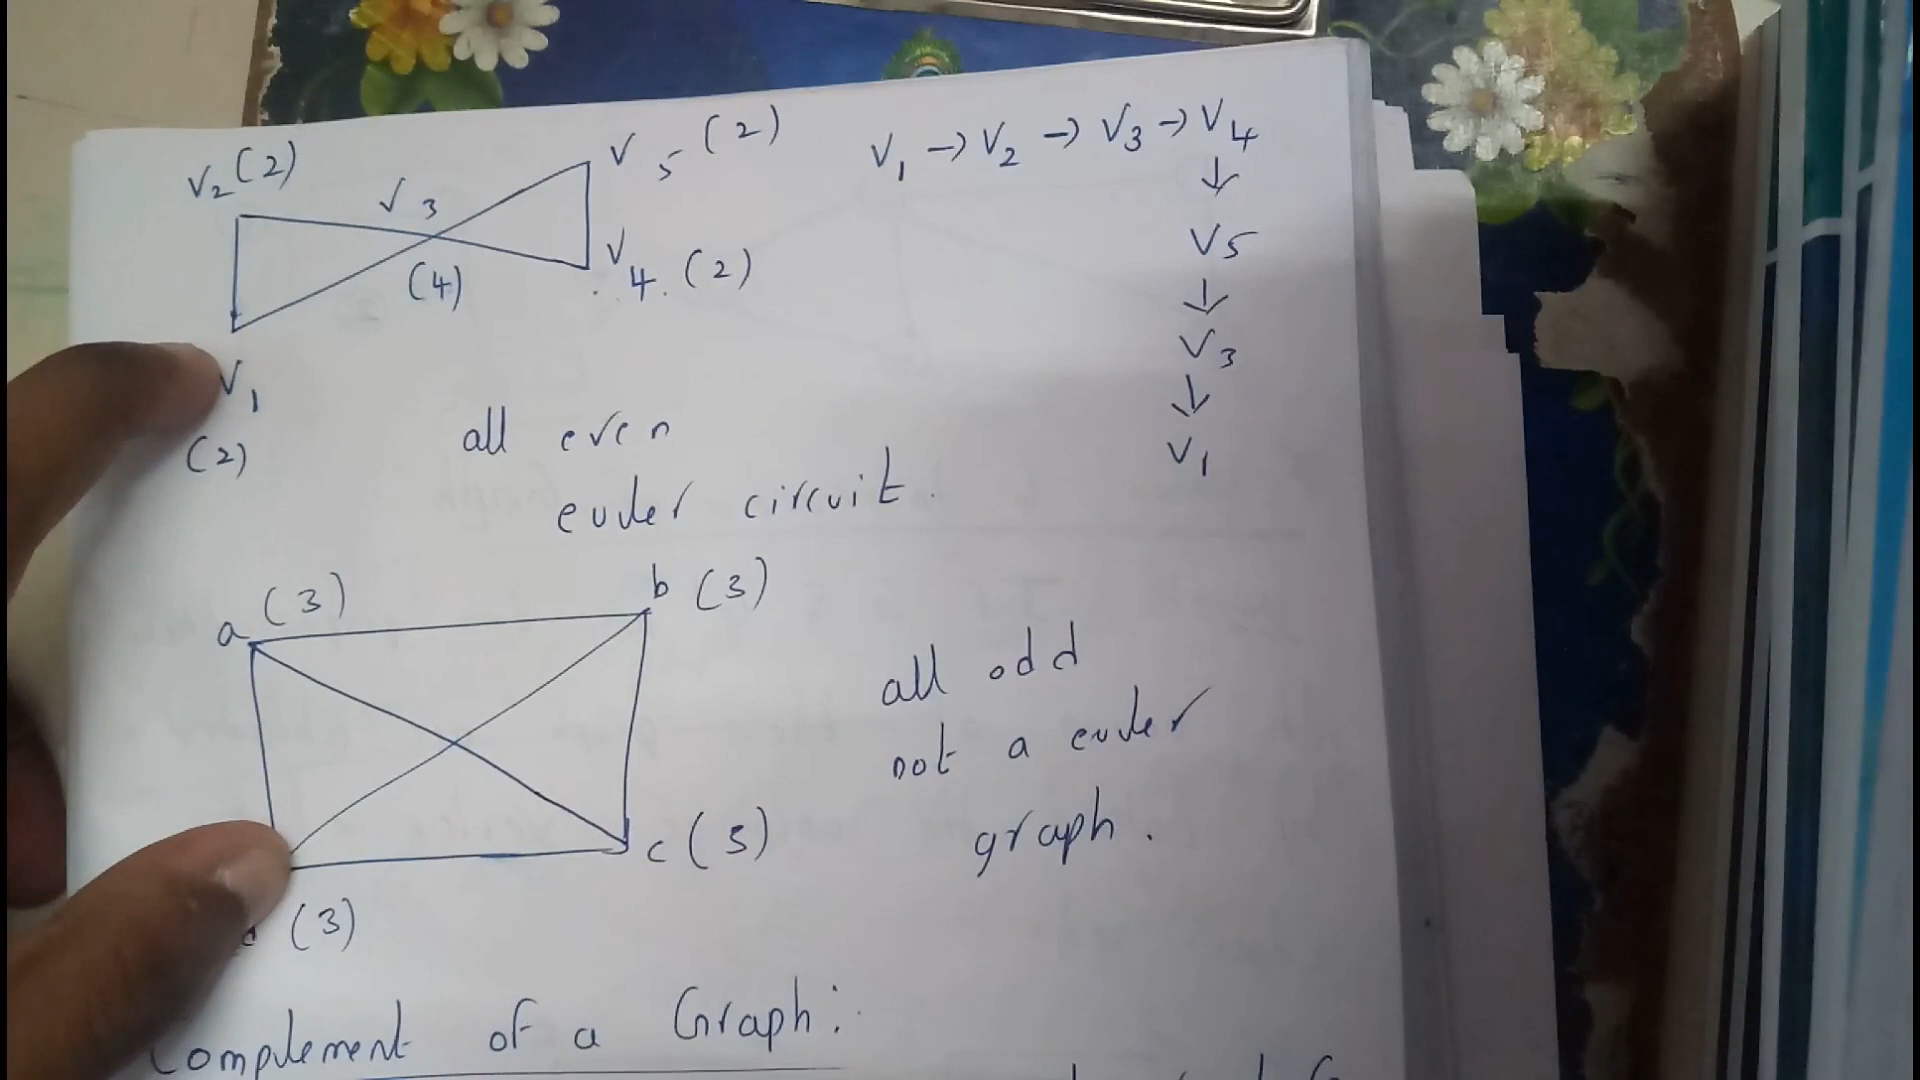 V2 (2)
V3
V5 (2)
(4)
V4. (2)
V1
(2)
V1 → V2 → V3 → V4
↓
V5
↓
V3
↓
V1
all even
euler circuit.
a (3)
b (3)
c (3)
d (3)
all odd
not a euler
graph.
Complement of a Graph: